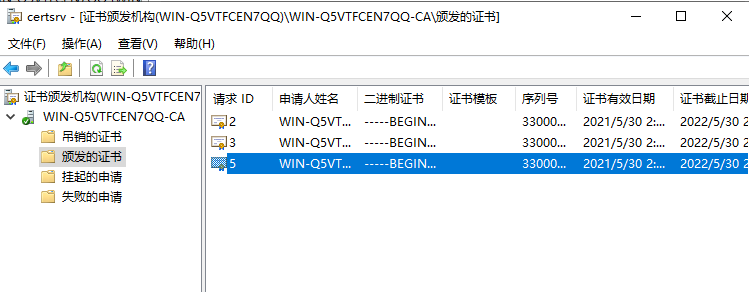 certsrv - [证书颁发机构(WIN-Q5VTFCEN7QQ)\WIN-Q5VTFCEN7QQ-CA\颁发的证书]
文件(F) 操作(A) 查看(V) 帮助(H)
证书颁发机构(WIN-Q5VTFCEN7
WIN-Q5VTFCEN7QQ-CA
吊销的证书
颁发的证书
挂起的申请
失败的申请
请求 ID 申请人姓名 二进制证书 证书模板 序列号 证书有效日期 证书截止日期
2 WIN-Q5VT... -----BEGIN... 33000... 2021/5/30 2:... 2022/5/30 2
3 WIN-Q5VT... -----BEGIN... 33000... 2021/5/30 2:... 2022/5/30 2
5 WIN-Q5VT... -----BEGIN... 33000... 2021/5/30 2:... 2022/5/30 2